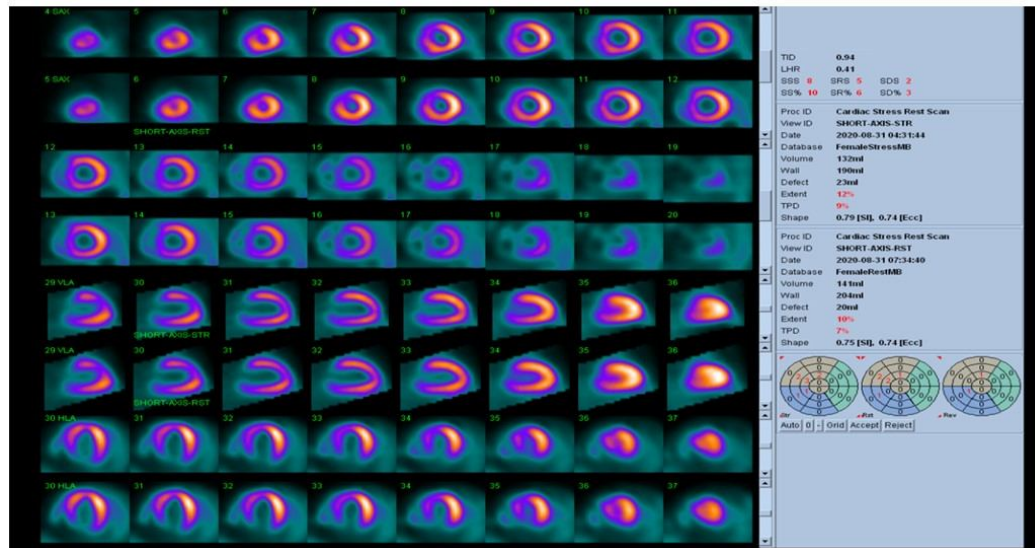 4 SAX 5 6 7 8 9 10 11
5 SAX 6 7 8 9 10 11 12
SHORT-AXIS-RST
12 13 14 15 16 17 18 19
13 14 15 16 17 18 19 20
29 VLA 30 31 32 33 34 35 36
SHORT-AXIS-STR
29 VLA 30 31 32 33 34 35 36
SHORT-AXIS-RST
30 HLA 31 32 33 34 35 36 37
30 HLA 31 32 33 34 35 36 37
TID 0.94
LHR 0.41
SSS 8 SRS 5 SDS 2
SS% 10 SR% 6 SD% 3
Proc ID Cardiac Stress Rest Scan
View ID SHORT-AXIS-STR
Date 2020-08-31 04:31:44
Database FemaleStressMB
Volume 132ml
Wall 190ml
Defect 23ml
Extent 12%
TPD 9%
Shape 0.79 [SI], 0.74 [Ecc]
Proc ID Cardiac Stress Rest Scan
View ID SHORT-AXIS-RST
Date 2020-08-31 07:34:40
Database FemaleRestMB
Volume 141ml
Wall 204ml
Defect 20ml
Extent 10%
TPD 7%
Shape 0.75 [SI], 0.74 [Ecc]
Str Rst Rev
Auto 0 - Grid Accept Reject